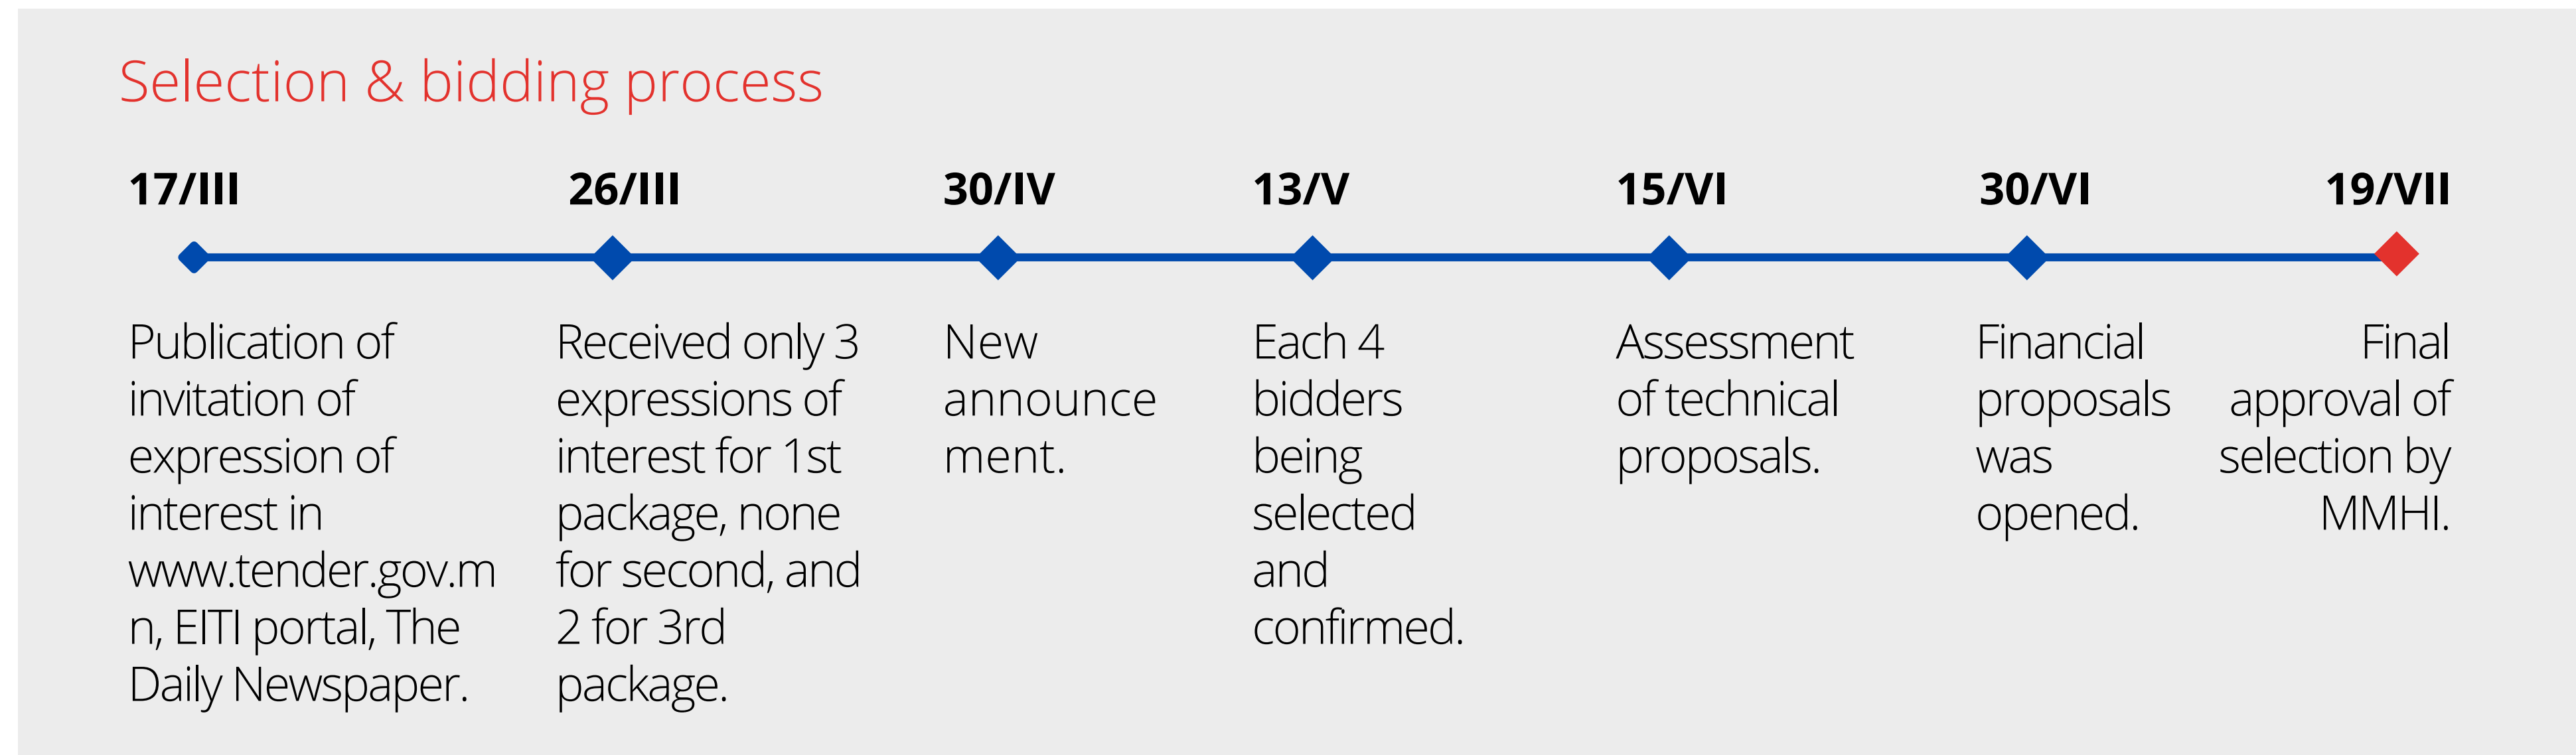 Selection & bidding process
17/III
26/III
30/IV
13/V
15/VI
30/VI
19/VII
Publication of
invitation of
expression of
interest in
www.tender.gov.m
n, EITI portal, The
Daily Newspaper.
Received only 3
expressions of
interest for 1st
package, none
for second, and
2 for 3rd
package.
New
announce
ment.
Each 4
bidders
being
selected
and
confirmed.
Assessment
of technical
proposals.
Financial
proposals
was
opened.
Final
approval of
selection by
MMHI.